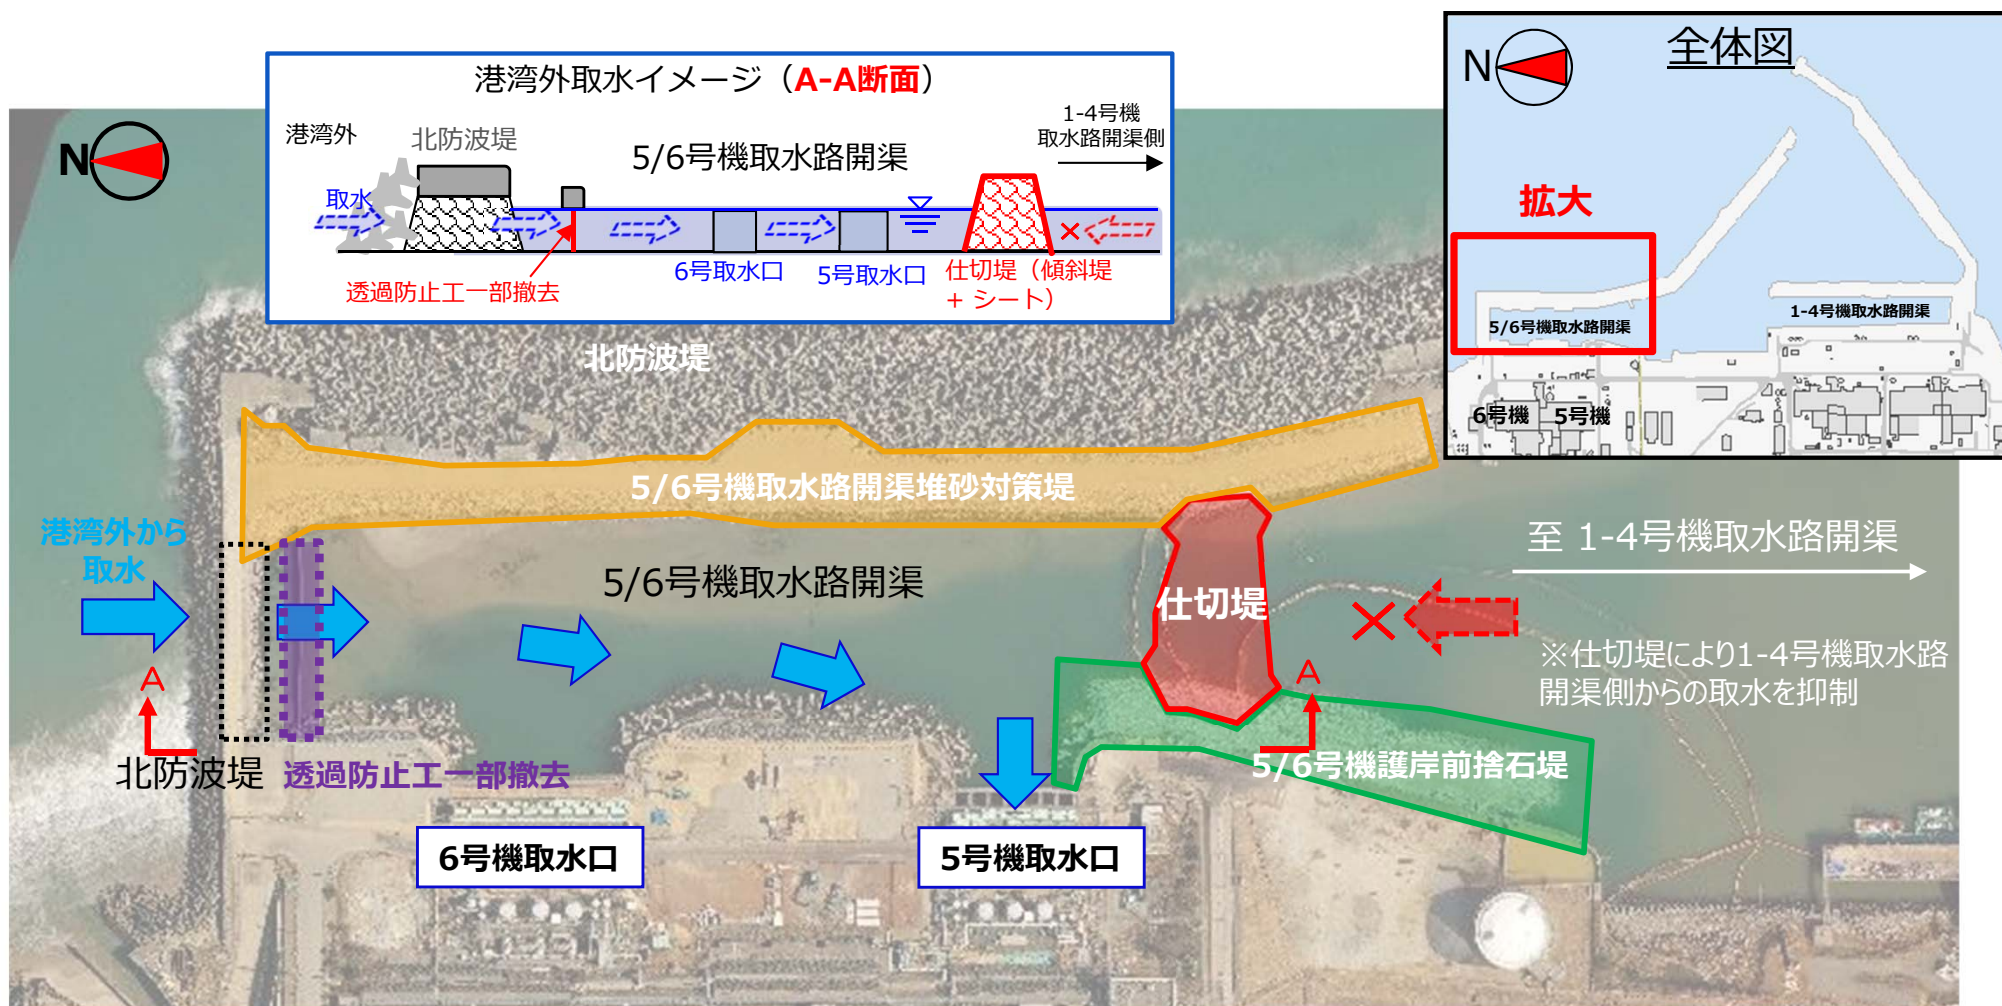 港湾外取水イメージ（A-A断面）
港湾外
北防波堤
5/6号機取水路開渠
1-4号機
取水路開渠側
取水
6号取水口
5号取水口
透過防止工一部撤去
仕切堤（傾斜堤
+ シート）
N
全体図
N
拡大
5/6号機取水路開渠
1-4号機取水路開渠
6号機
5号機
北防波堤
5/6号機取水路開渠堆砂対策堤
港湾外から
取水
5/6号機取水路開渠
仕切堤
至 1-4号機取水路開渠
※仕切堤により1-4号機取水路
開渠側からの取水を抑制
A
A
北防波堤
透過防止工一部撤去
5/6号機護岸前捨石堤
6号機取水口
5号機取水口